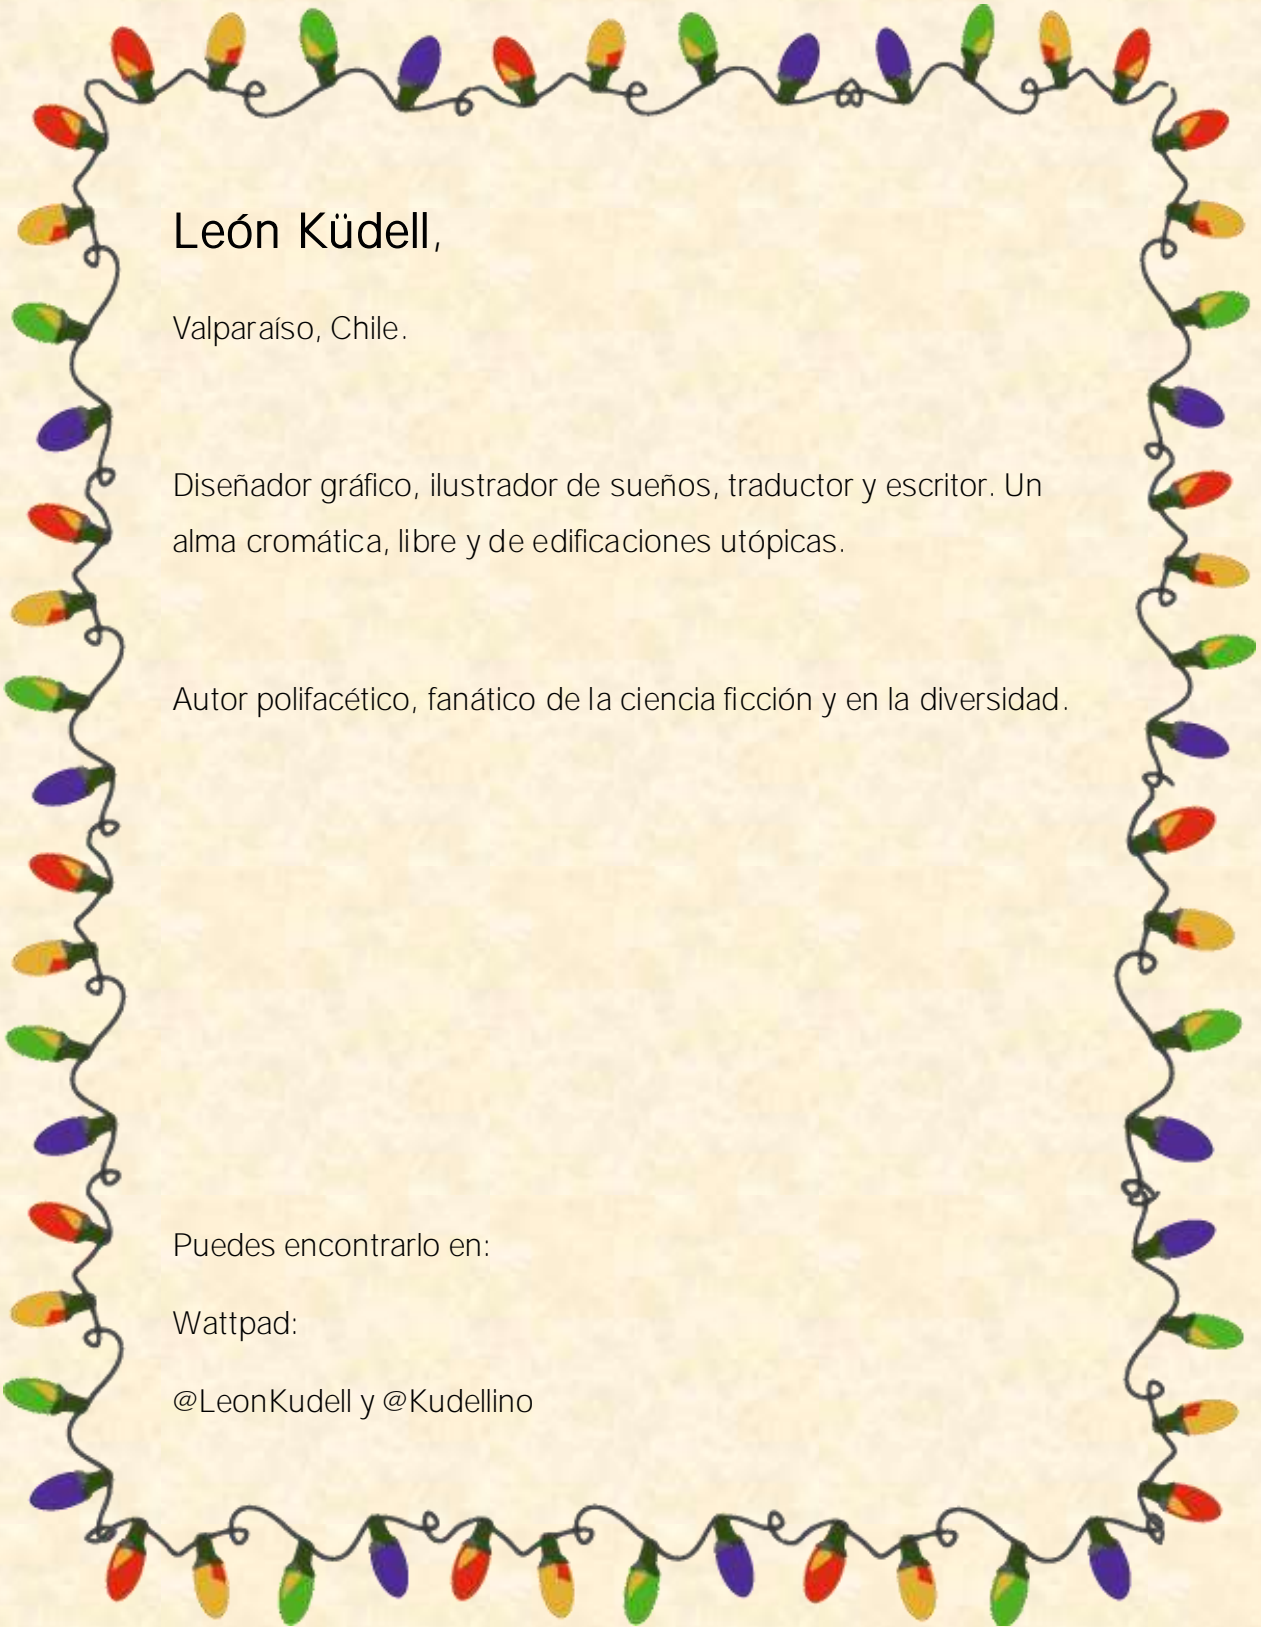 León Küdell,
Valparaíso, Chile.
Diseñador gráfico, ilustrador de sueños, traductor y escritor. Un
alma cromática, libre y de edificaciones utópicas.
Autor polifacético, fanático de la ciencia ficción y en la diversidad.
Puedes encontrarlo en:
Wattpad:
@LeonKudell y @Kudellino